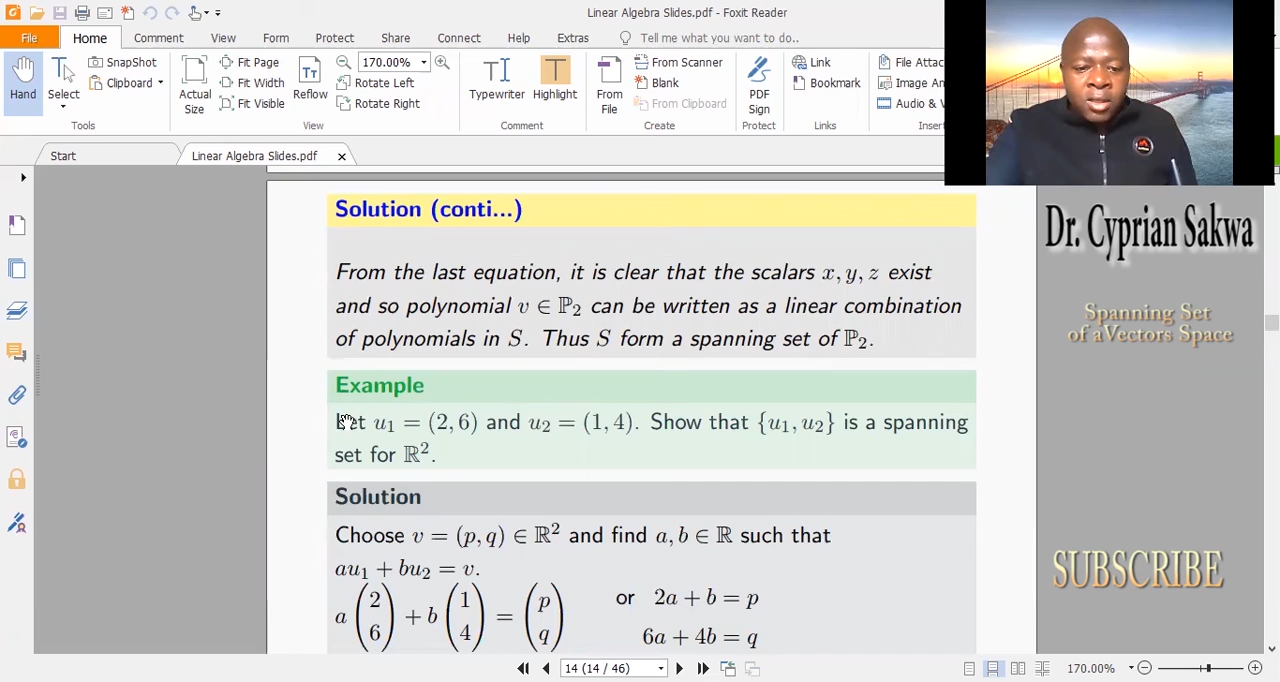 Linear Algebra Slides.pdf - Foxit Reader
File Home Comment View Form Protect Share Connect Help Extras Tell me what you want to do..
Hand
Select
SnapShot
Clipboard
Tools
Actual Size
Fit Page
Fit Width
Fit Visible
Reflow
170.00%
Rotate Left
Rotate Right
View
Typewriter
Highlight
Comment
From File
From Scanner
Blank
From Clipboard
Create
PDF Sign
Protect
Link
Bookmark
Links
File Attac
Image An
Audio & V
Insert
Start
Linear Algebra Slides.pdf
Solution (conti...)
From the last equation, it is clear that the scalars x, y, z exist
and so polynomial v ∈ ℙ₂ can be written as a linear combination
of polynomials in S. Thus S form a spanning set of ℙ₂.
Example
Let u₁ = (2, 6) and u₂ = (1, 4). Show that {u₁, u₂} is a spanning
set for ℝ².
Solution
Choose v = (p, q) ∈ ℝ² and find a, b ∈ ℝ such that
au₁ + bu₂ = v.
a (2 6) + b (1 4) = (p q) or 2a + b = p
6a + 4b = q
Dr. Cyprian Sakwa
Spanning Set
of aVectors Space
SUBSCRIBE
14 (14 / 46)
170.00%